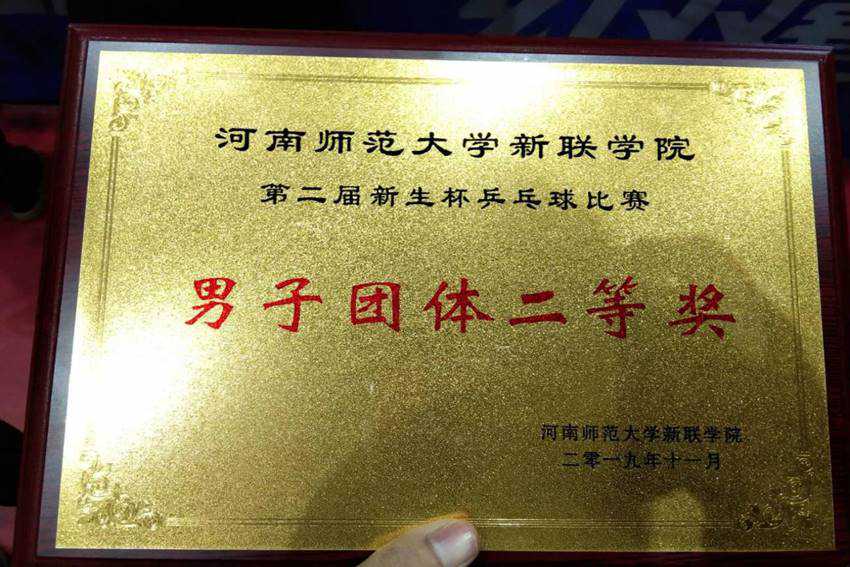 河南师范大学新联学院
第二届新生杯乒乓球比赛
男子团体二等奖
河南师范大学新联学院
二零一九年十一月